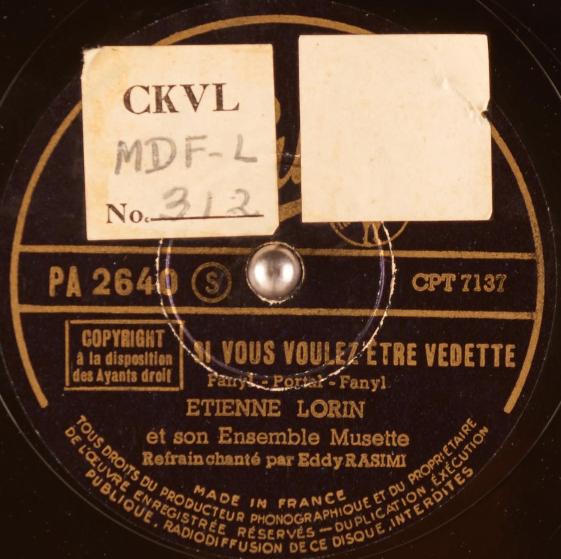 CKVL
MDF-L
No. 312
PA 2640 Ⓢ CPT 7137
COPYRIGHT
à la disposition
des Ayants droit
SI VOUS VOULEZ ETRE VEDETTE
Fanyl - Portal - Fanyl
ETIENNE LORIN
et son Ensemble Musette
Refrain chanté par Eddy RASIMI
MADE IN FRANCE
TOUS DROITS DU PRODUCTEUR PHONOGRAPHIQUE ET DU PROPRIÉTAIRE
DE L'ŒUVRE ENREGISTRÉE RÉSERVÉS — DUPLICATION, EXÉCUTION
PUBLIQUE, RADIODIFFUSION DE CE DISQUE, INTERDITES